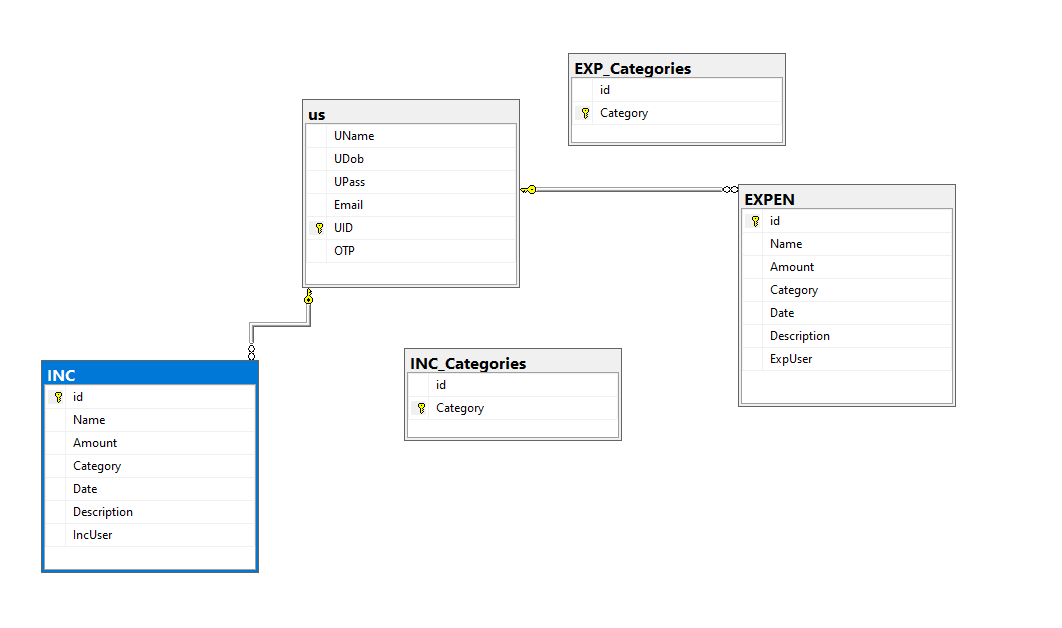 EXP_Categories
id
Category
us
UName
UDob
UPass
Email
UID
OTP
EXPEN
id
Name
Amount
Category
Date
Description
ExpUser
INC
id
Name
Amount
Category
Date
Description
IncUser
INC_Categories
id
Category